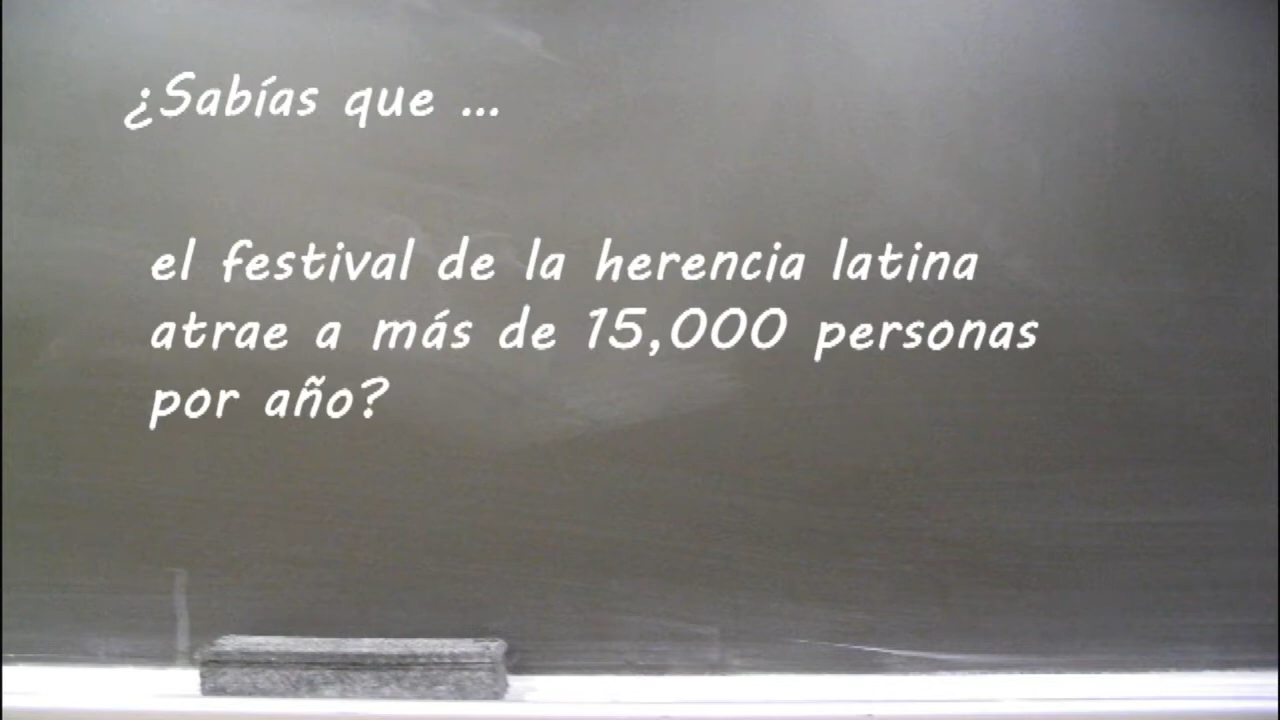 ¿Sabías que ...
el festival de la herencia latina
atrae a más de 15,000 personas
por año?